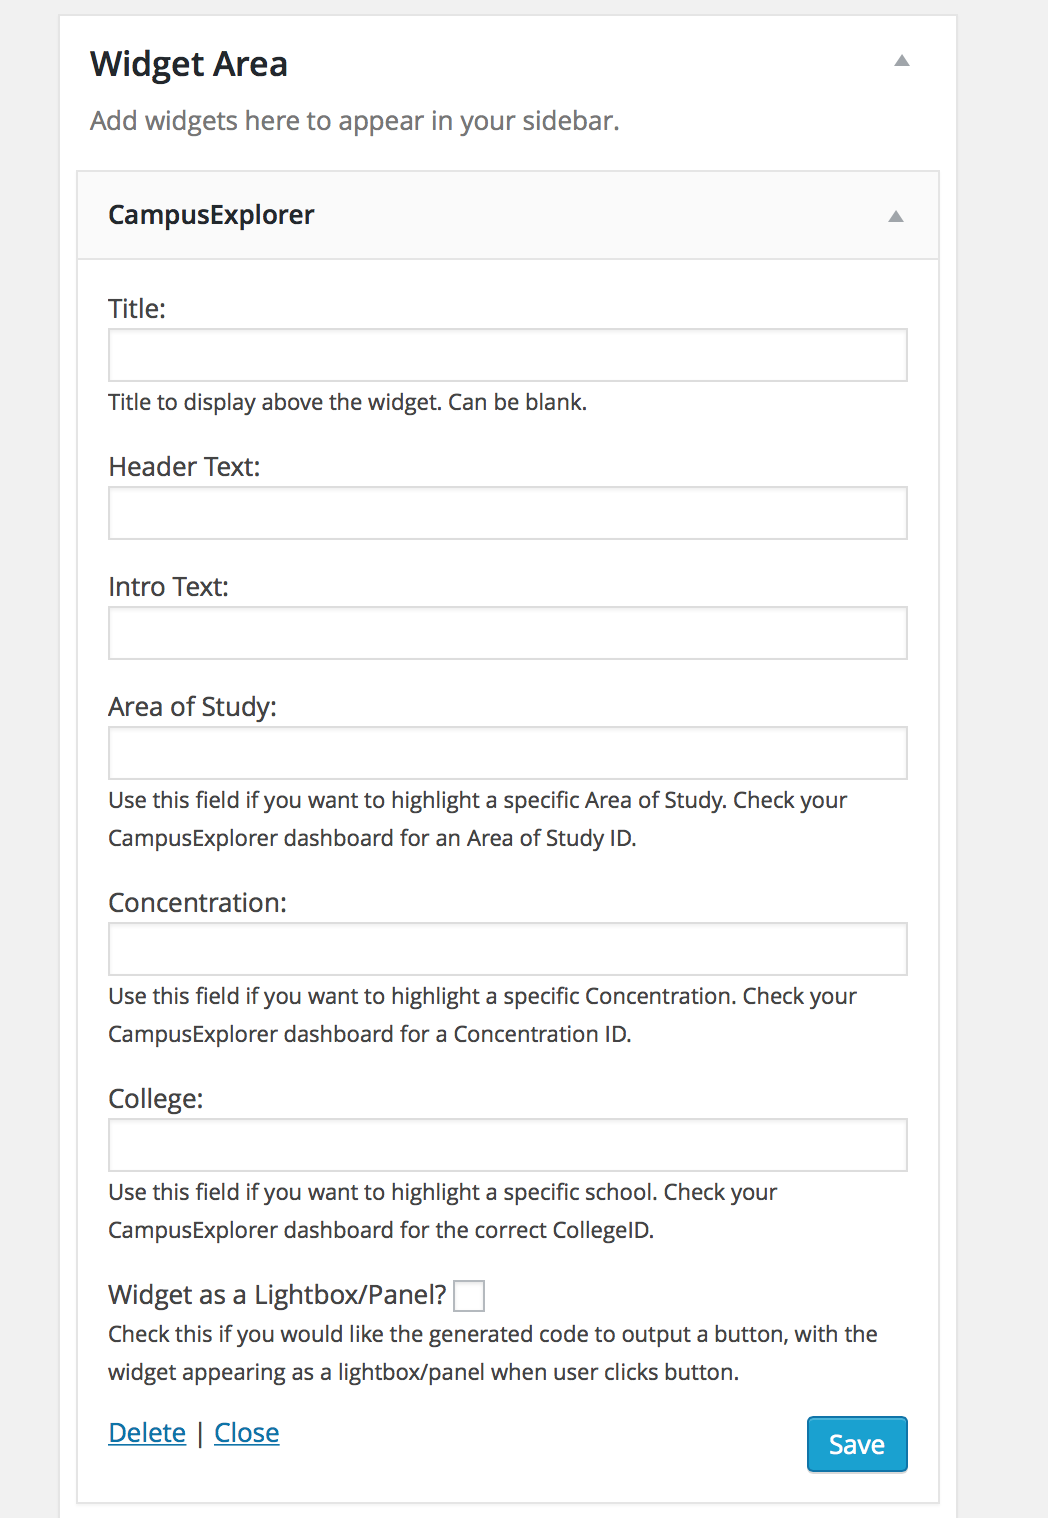 Widget Area
Add widgets here to appear in your sidebar.
CampusExplorer
Title:
Title to display above the widget. Can be blank.
Header Text:
Intro Text:
Area of Study:
Use this field if you want to highlight a specific Area of Study. Check your
CampusExplorer dashboard for an Area of Study ID.
Concentration:
Use this field if you want to highlight a specific Concentration. Check your
CampusExplorer dashboard for a Concentration ID.
College:
Use this field if you want to highlight a specific school. Check your
CampusExplorer dashboard for the correct CollegeID.
Widget as a Lightbox/Panel?
Check this if you would like the generated code to output a button, with the
widget appearing as a lightbox/panel when user clicks button.
Delete | Close
Save